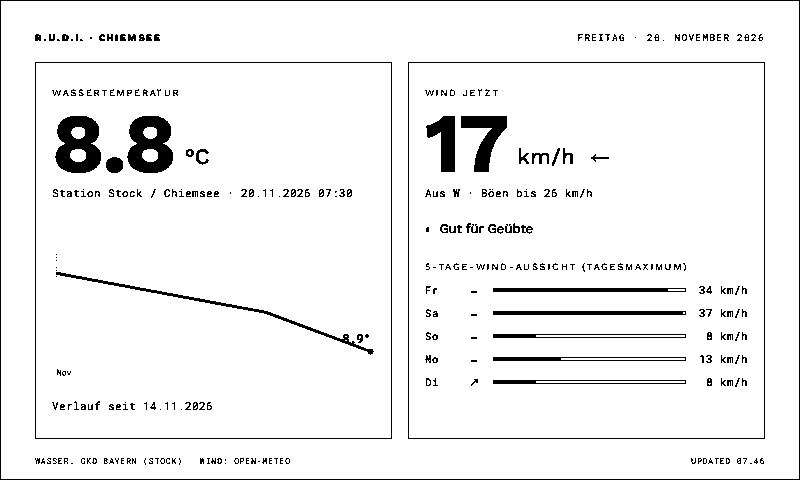 R.U.D.I. · CHIEMSEE
FREITAG · 20. NOVEMBER 2026
WASSERTEMPERATUR
8.8 °C
Station Stock / Chiemsee · 20.11.2026 07:30
8.9°
Nov
Verlauf seit 14.11.2026
WIND JETZT
17 km/h ←
Aus W · Böen bis 26 km/h
Gut für Geübte
5-TAGE-WIND-AUSSICHT (TAGESMAXIMUM)
Fr – 34 km/h
Sa – 37 km/h
So – 8 km/h
Mo – 13 km/h
Di ↗ 8 km/h
WASSER: GKD BAYERN (STOCK) WIND: OPEN-METEO
UPDATED 07:46